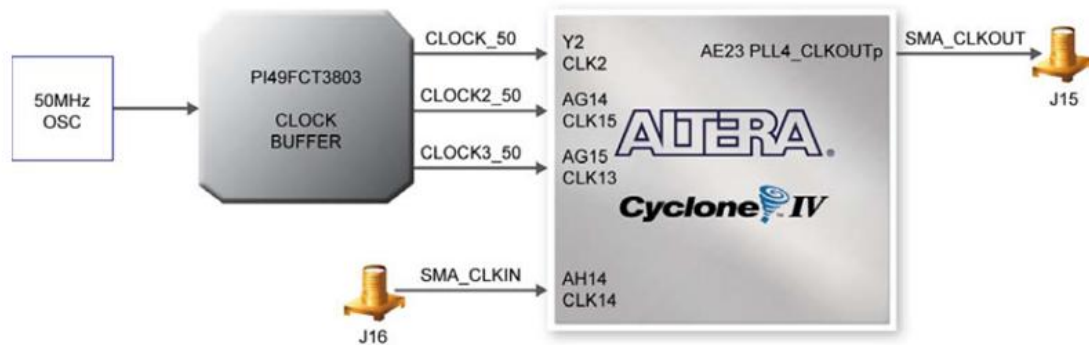 50MHz
OSC
PI49FCT3803
CLOCK
BUFFER
CLOCK_50
CLOCK2_50
CLOCK3_50
Y2
CLK2
AG14
CLK15
AG15
CLK13
AE23 PLL4_CLKOUTp
ALTERA®
Cyclone™ IV
SMA_CLKOUT
J15
SMA_CLKIN
J16
AH14
CLK14